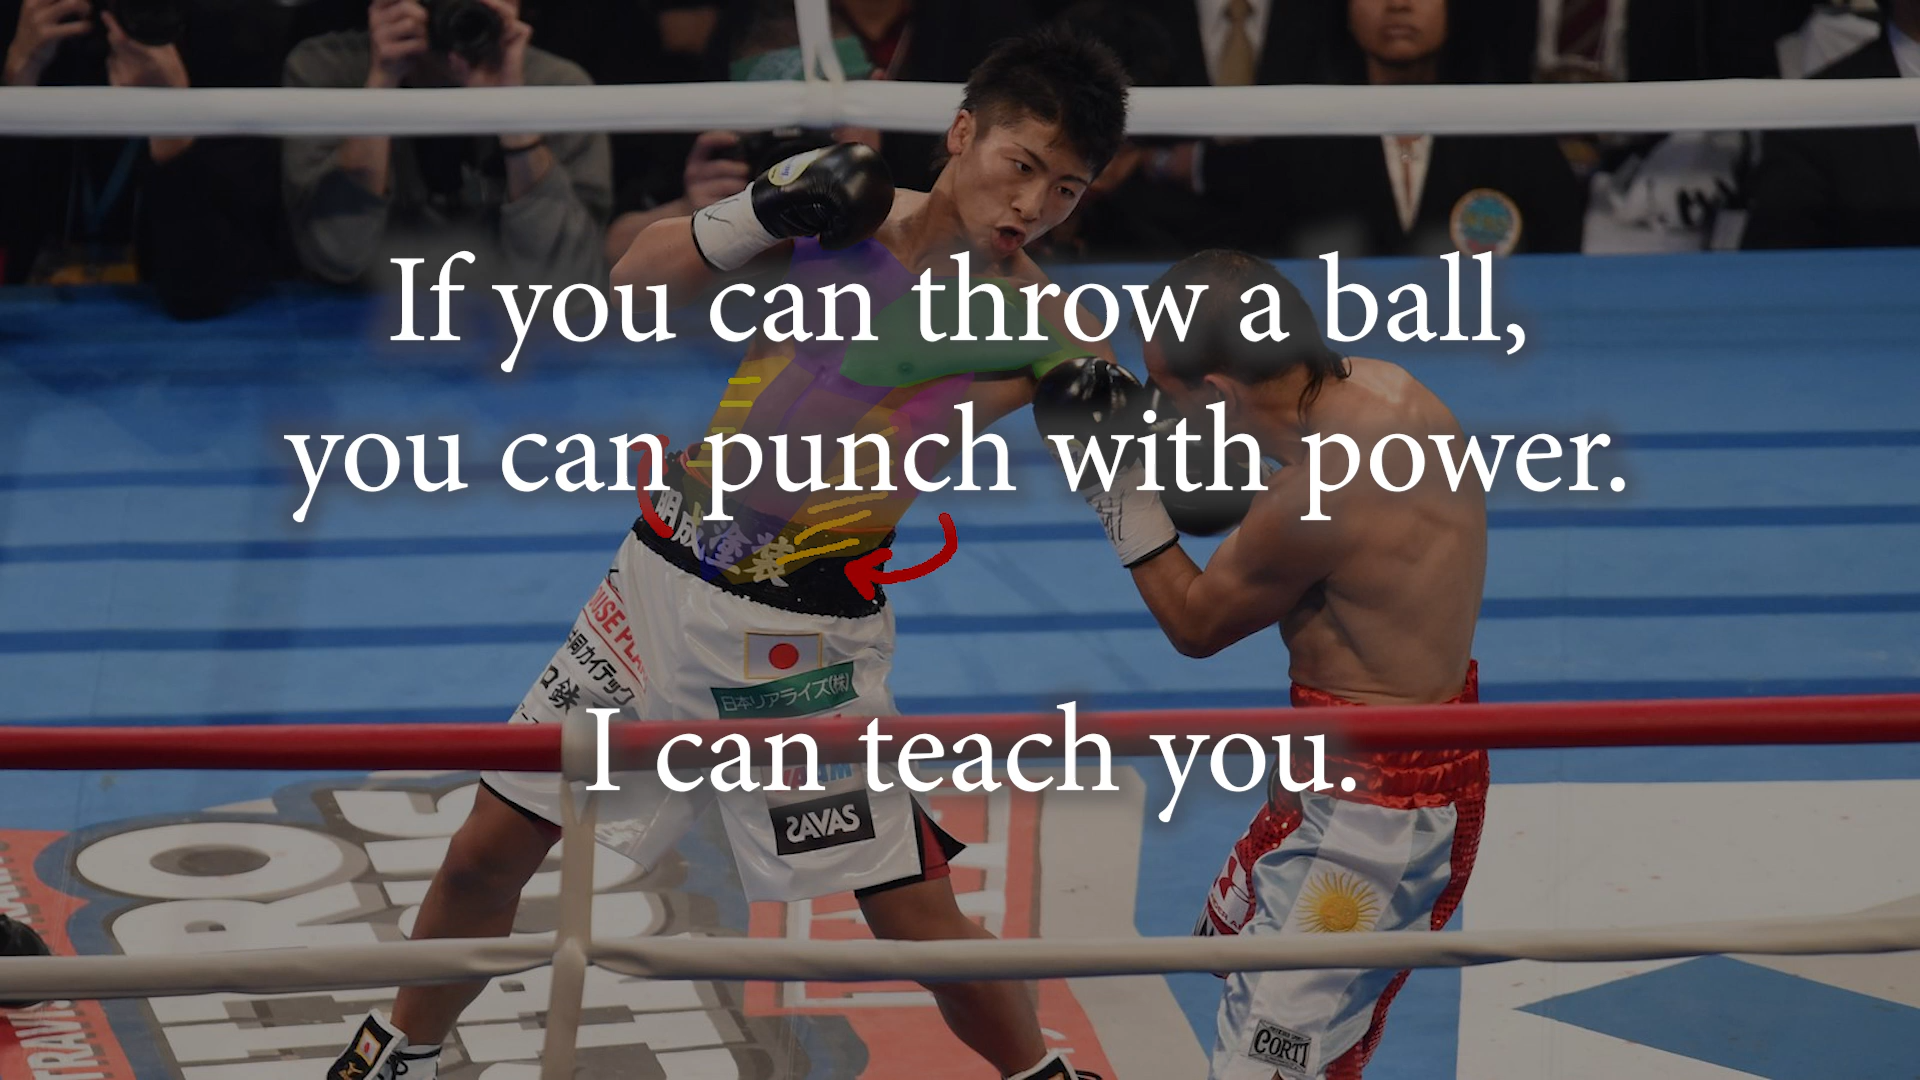 If you can throw a ball,
you can punch with power.
明成塗装
日本リアライズ(株)
I can teach you.
SAVAS
CORTI